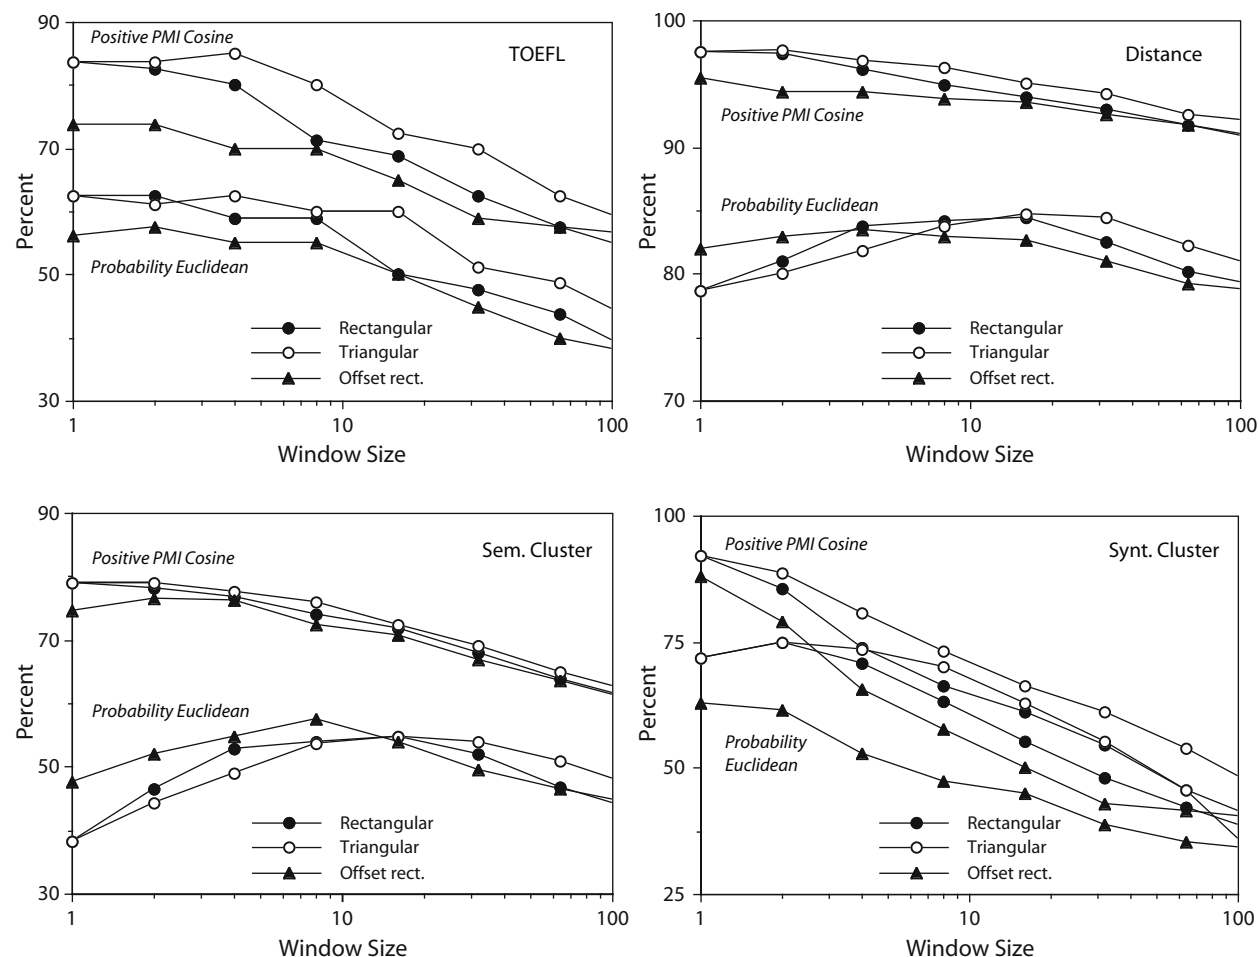 90
Positive PMI Cosine
TOEFL
70
Percent
50
Probability Euclidean
Rectangular
Triangular
Offset rect.
30
1
10
100
Window Size
100
Distance
Positive PMI Cosine
90
Percent
Probability Euclidean
80
Rectangular
Triangular
Offset rect.
70
1
10
100
Window Size
90
Positive PMI Cosine
Sem. Cluster
70
Percent
Probability Euclidean
50
Rectangular
Triangular
Offset rect.
30
1
10
100
Window Size
100
Positive PMI Cosine
Synt. Cluster
75
Percent
Probability
Euclidean
50
Rectangular
Triangular
Offset rect.
25
1
10
100
Window Size